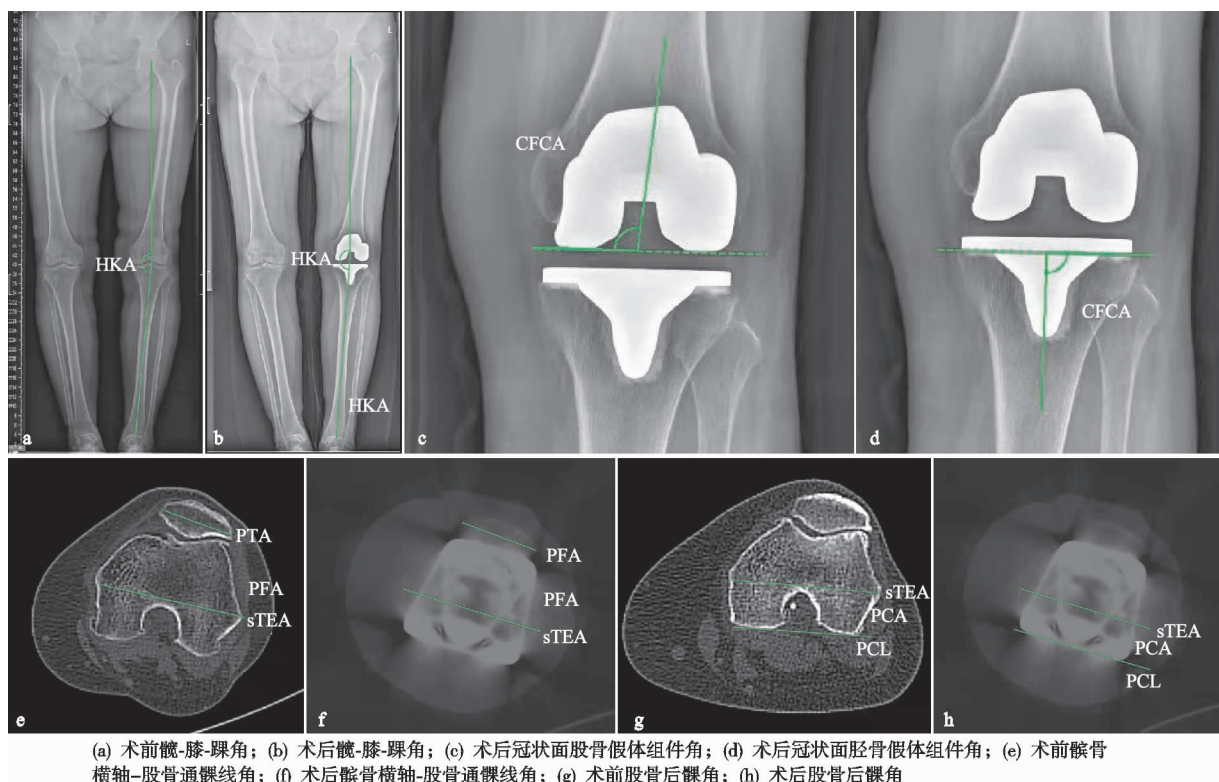 L
L
HKA
HKA
HKA
CFCA
CFCA
a
b
c
d
PTA
PFA
sTEA
PFA
PFA
sTEA
sTEA
PCA
PCL
sTEA
PCA
PCL
e
f
g
h
(a) 术前髋-膝-踝角；(b) 术后髋-膝-踝角；(c) 术后冠状面股骨假体组件角；(d) 术后冠状面胫骨假体组件角；(e) 术前髌骨
横轴-股骨通髁线角；(f) 术后髌骨横轴-股骨通髁线角；(g) 术前股骨后髁角；(h) 术后股骨后髁角